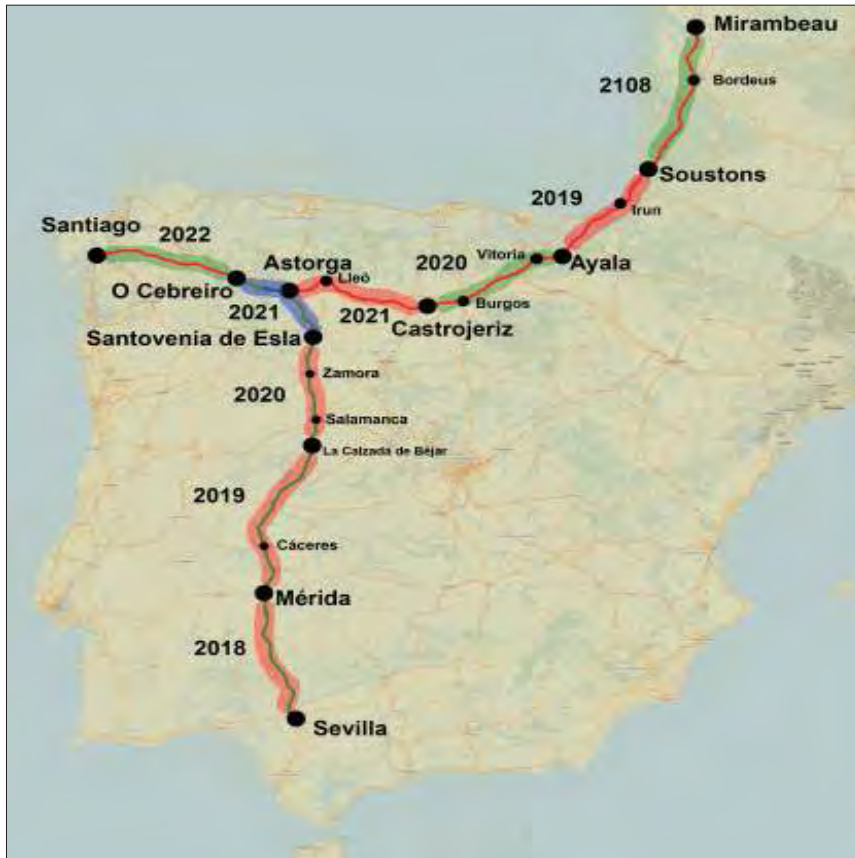 Mirambeau
Bordeus
2108
Soustons
2019
Irun
Santiago
2022
Astorga
Lleó
Vitoria
2020
Ayala
O Cebreiro
2021
2021
Burgos
Castrojeriz
Santovenia de Esla
Zamora
2020
Salamanca
La Calzada de Béjar
2019
Cáceres
Mérida
2018
Sevilla